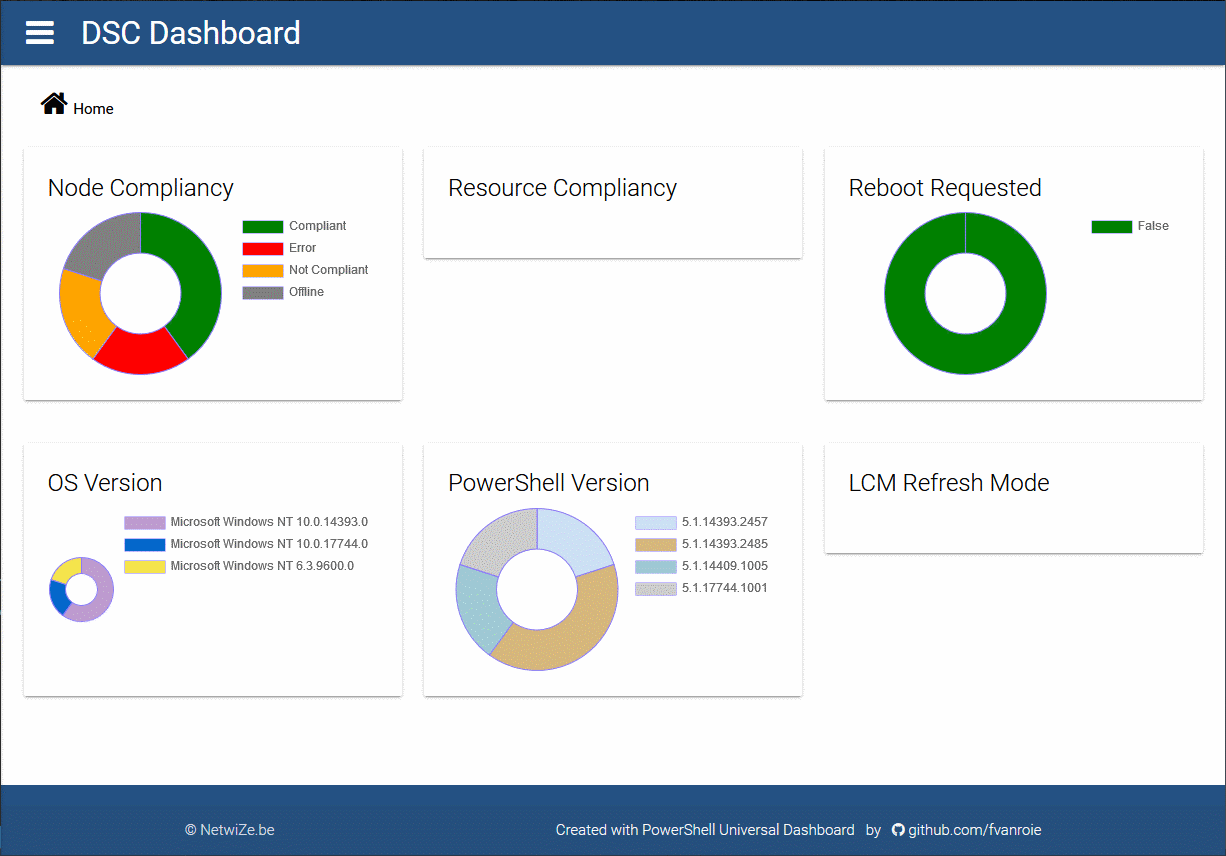 DSC Dashboard
Home
Node Compliancy
Compliant
Error
Not Compliant
Offline
Resource Compliancy
Reboot Requested
False
OS Version
Microsoft Windows NT 10.0.14393.0
Microsoft Windows NT 10.0.17744.0
Microsoft Windows NT 6.3.9600.0
PowerShell Version
5.1.14393.2457
5.1.14393.2485
5.1.14409.1005
5.1.17744.1001
LCM Refresh Mode
© NetwiZe.be
Created with PowerShell Universal Dashboard by github.com/fvanroie